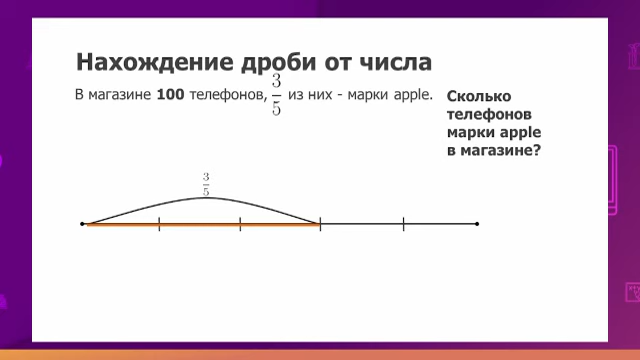 Нахождение дроби от числа
В магазине 100 телефонов, 3/5 из них - марки apple.
Сколько
телефонов
марки apple
в магазине?
3/5